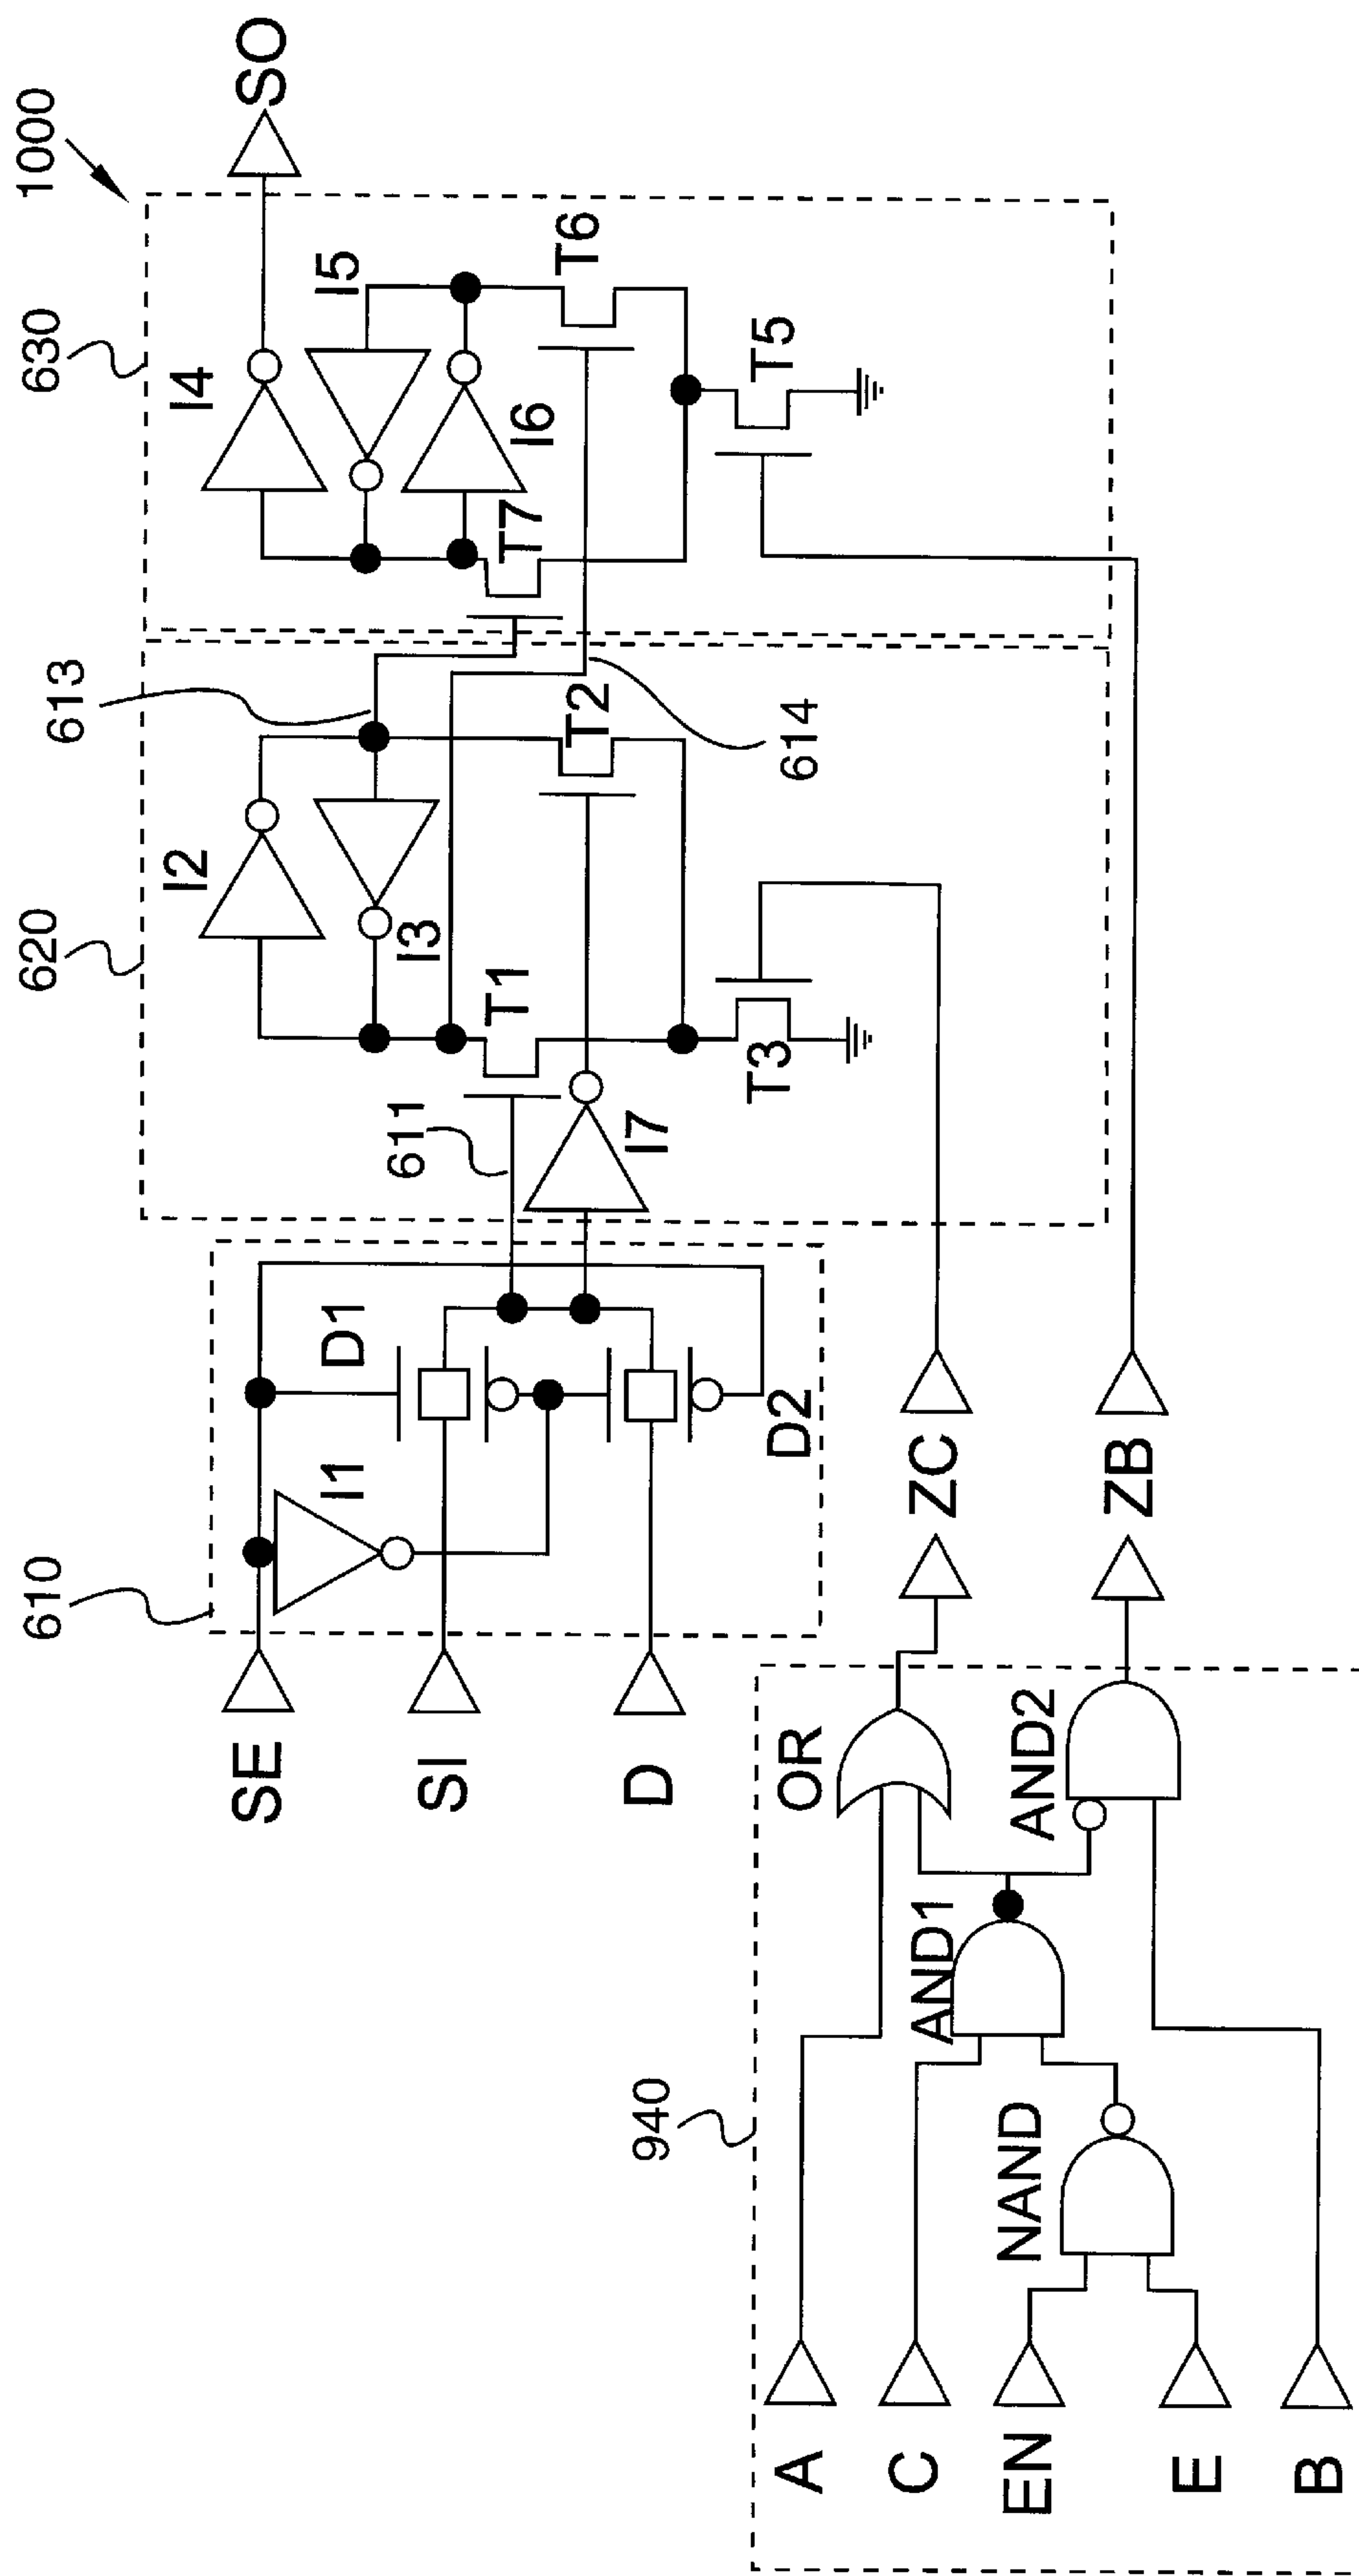 1000
630
613
620
611
610
SO
I4
I5
I6
T7
T6
T5
614
I2
I3
T1
T2
T3
I7
D1
I1
D2
SE
SI
D
ZC
ZB
940
OR
AND2
AND1
NAND
A
C
EN
E
B